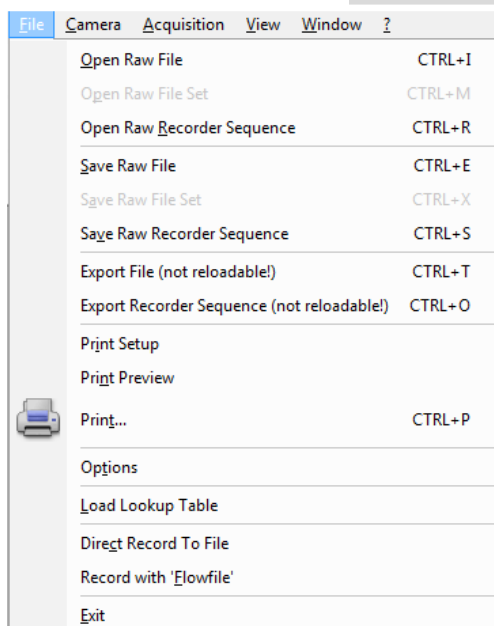 File Camera Acquisition View Window ?
Open Raw File CTRL+I
Open Raw File Set CTRL+M
Open Raw Recorder Sequence CTRL+R
Save Raw File CTRL+E
Save Raw File Set CTRL+X
Save Raw Recorder Sequence CTRL+S
Export File (not reloadable!) CTRL+T
Export Recorder Sequence (not reloadable!) CTRL+O
Print Setup
Print Preview
Print... CTRL+P
Options
Load Lookup Table
Direct Record To File
Record with 'Flowfile'
Exit